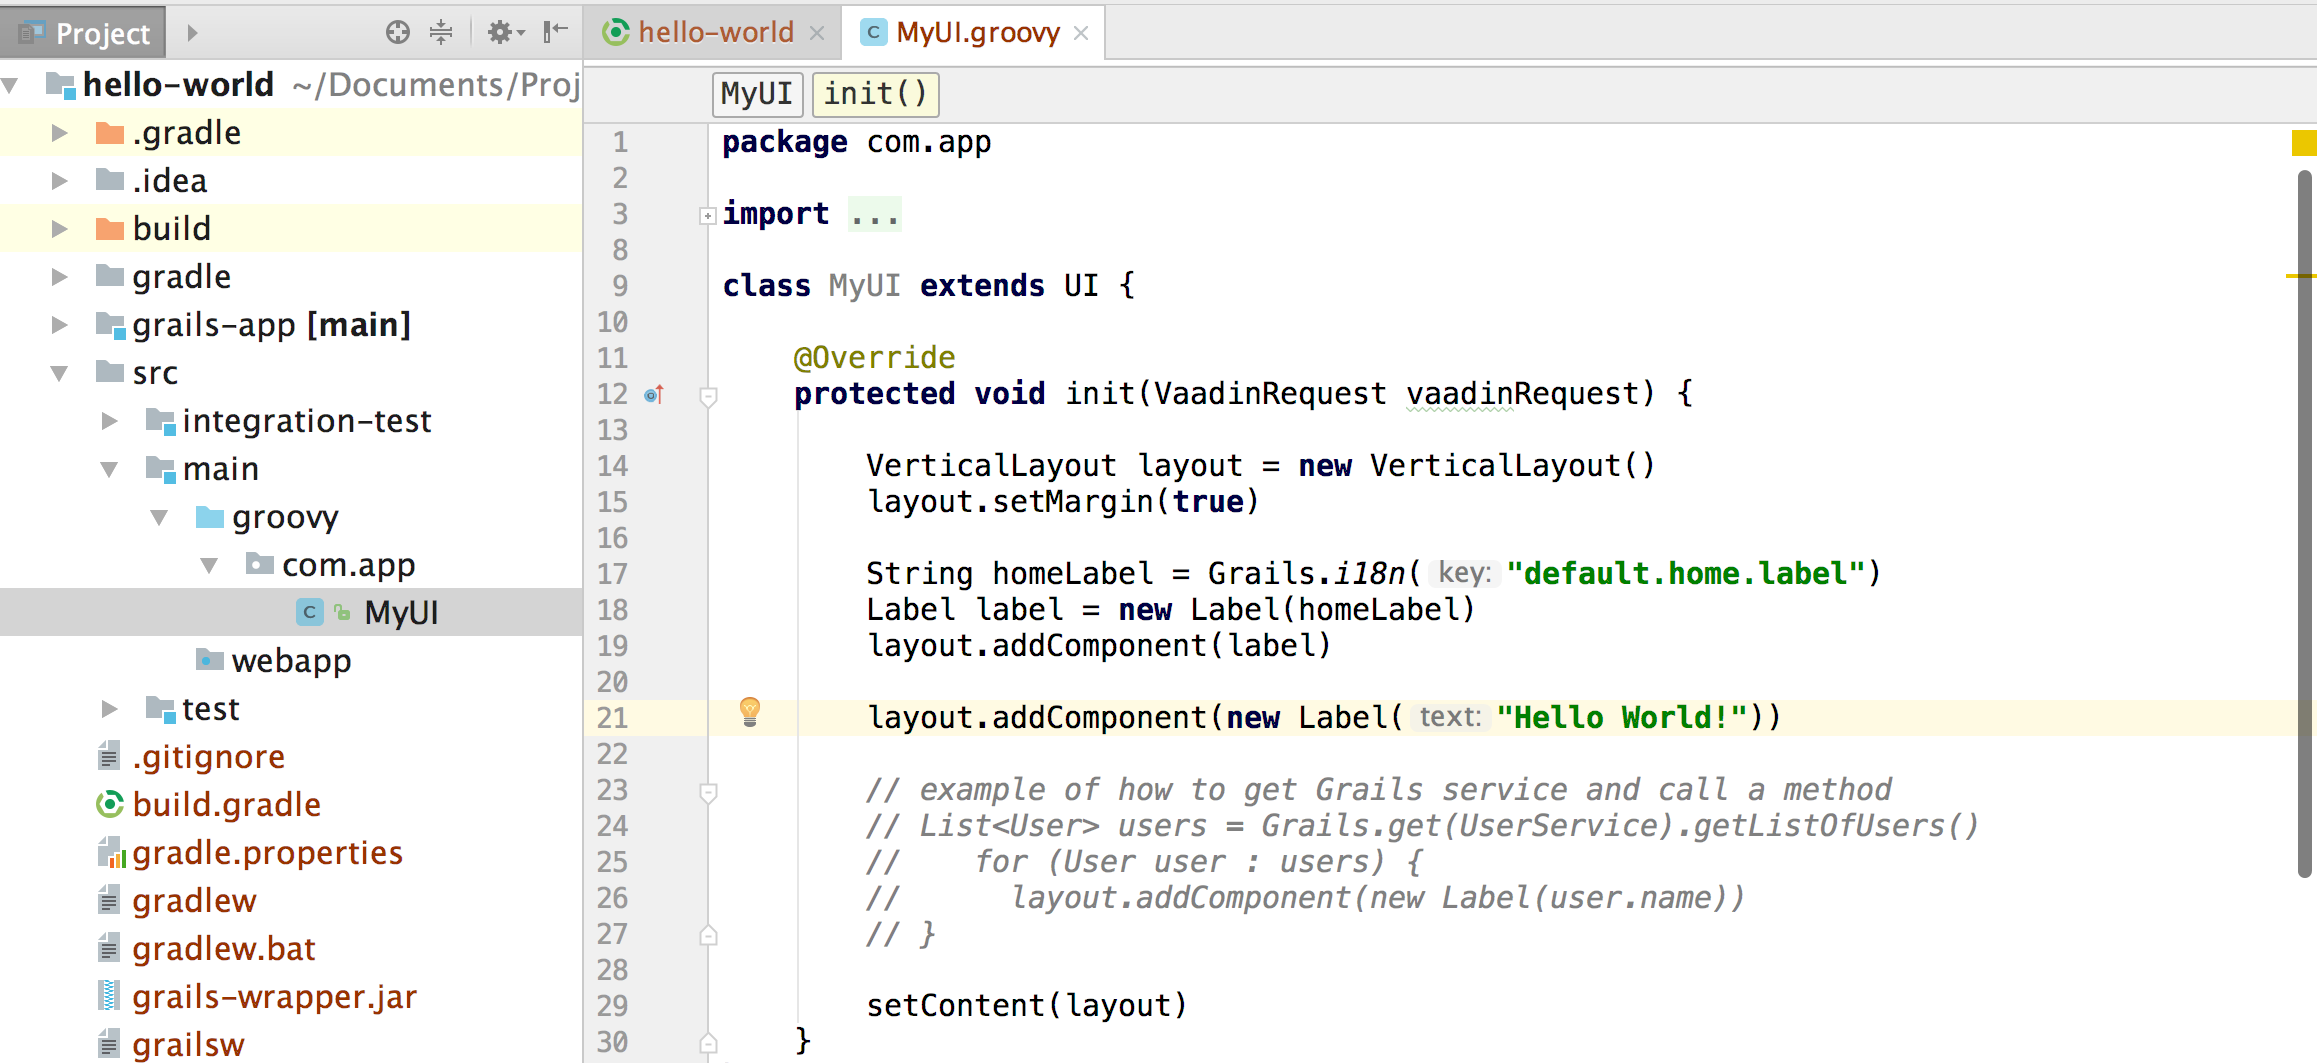 Project
hello-world ~/Documents/Proj
.gradle
.idea
build
gradle
grails-app [main]
src
integration-test
main
groovy
com.app
C MyUI
webapp
test
.gitignore
build.gradle
gradle.properties
gradlew
gradlew.bat
grails-wrapper.jar
grailsw
hello-world
C MyUI.groovy
MyUI init()
1 package com.app
2
3 import ...
8
9 class MyUI extends UI {
10
11 @Override
12 protected void init(VaadinRequest vaadinRequest) {
13
14 VerticalLayout layout = new VerticalLayout()
15 layout.setMargin(true)
16
17 String homeLabel = Grails.i18n( key: "default.home.label")
18 Label label = new Label(homeLabel)
19 layout.addComponent(label)
20
21 layout.addComponent(new Label( text: "Hello World!"))
22
23 // example of how to get Grails service and call a method
24 // List<User> users = Grails.get(UserService).getListOfUsers()
25 // for (User user : users) {
26 // layout.addComponent(new Label(user.name))
27 // }
28
29 setContent(layout)
30 }